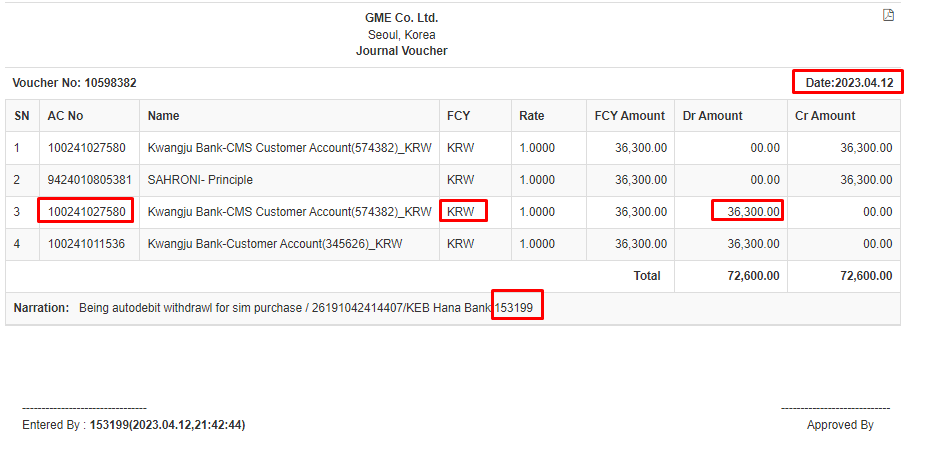 GME Co. Ltd.
Seoul, Korea
Journal Voucher
Voucher No: 10598382 Date:2023.04.12
SN AC No Name FCY Rate FCY Amount Dr Amount Cr Amount
1 100241027580 Kwangju Bank-CMS Customer Account(574382)_KRW KRW 1.0000 36,300.00 00.00 36,300.00
2 9424010805381 SAHRONI- Principle KRW 1.0000 36,300.00 00.00 36,300.00
3 100241027580 Kwangju Bank-CMS Customer Account(574382)_KRW KRW 1.0000 36,300.00 36,300.00 00.00
4 100241011536 Kwangju Bank-Customer Account(345626)_KRW KRW 1.0000 36,300.00 36,300.00 00.00
Total 72,600.00 72,600.00
Narration: Being autodebit withdrawl for sim purchase / 26191042414407/KEB Hana Bank:153199
Entered By : 153199(2023.04.12,21:42:44) Approved By